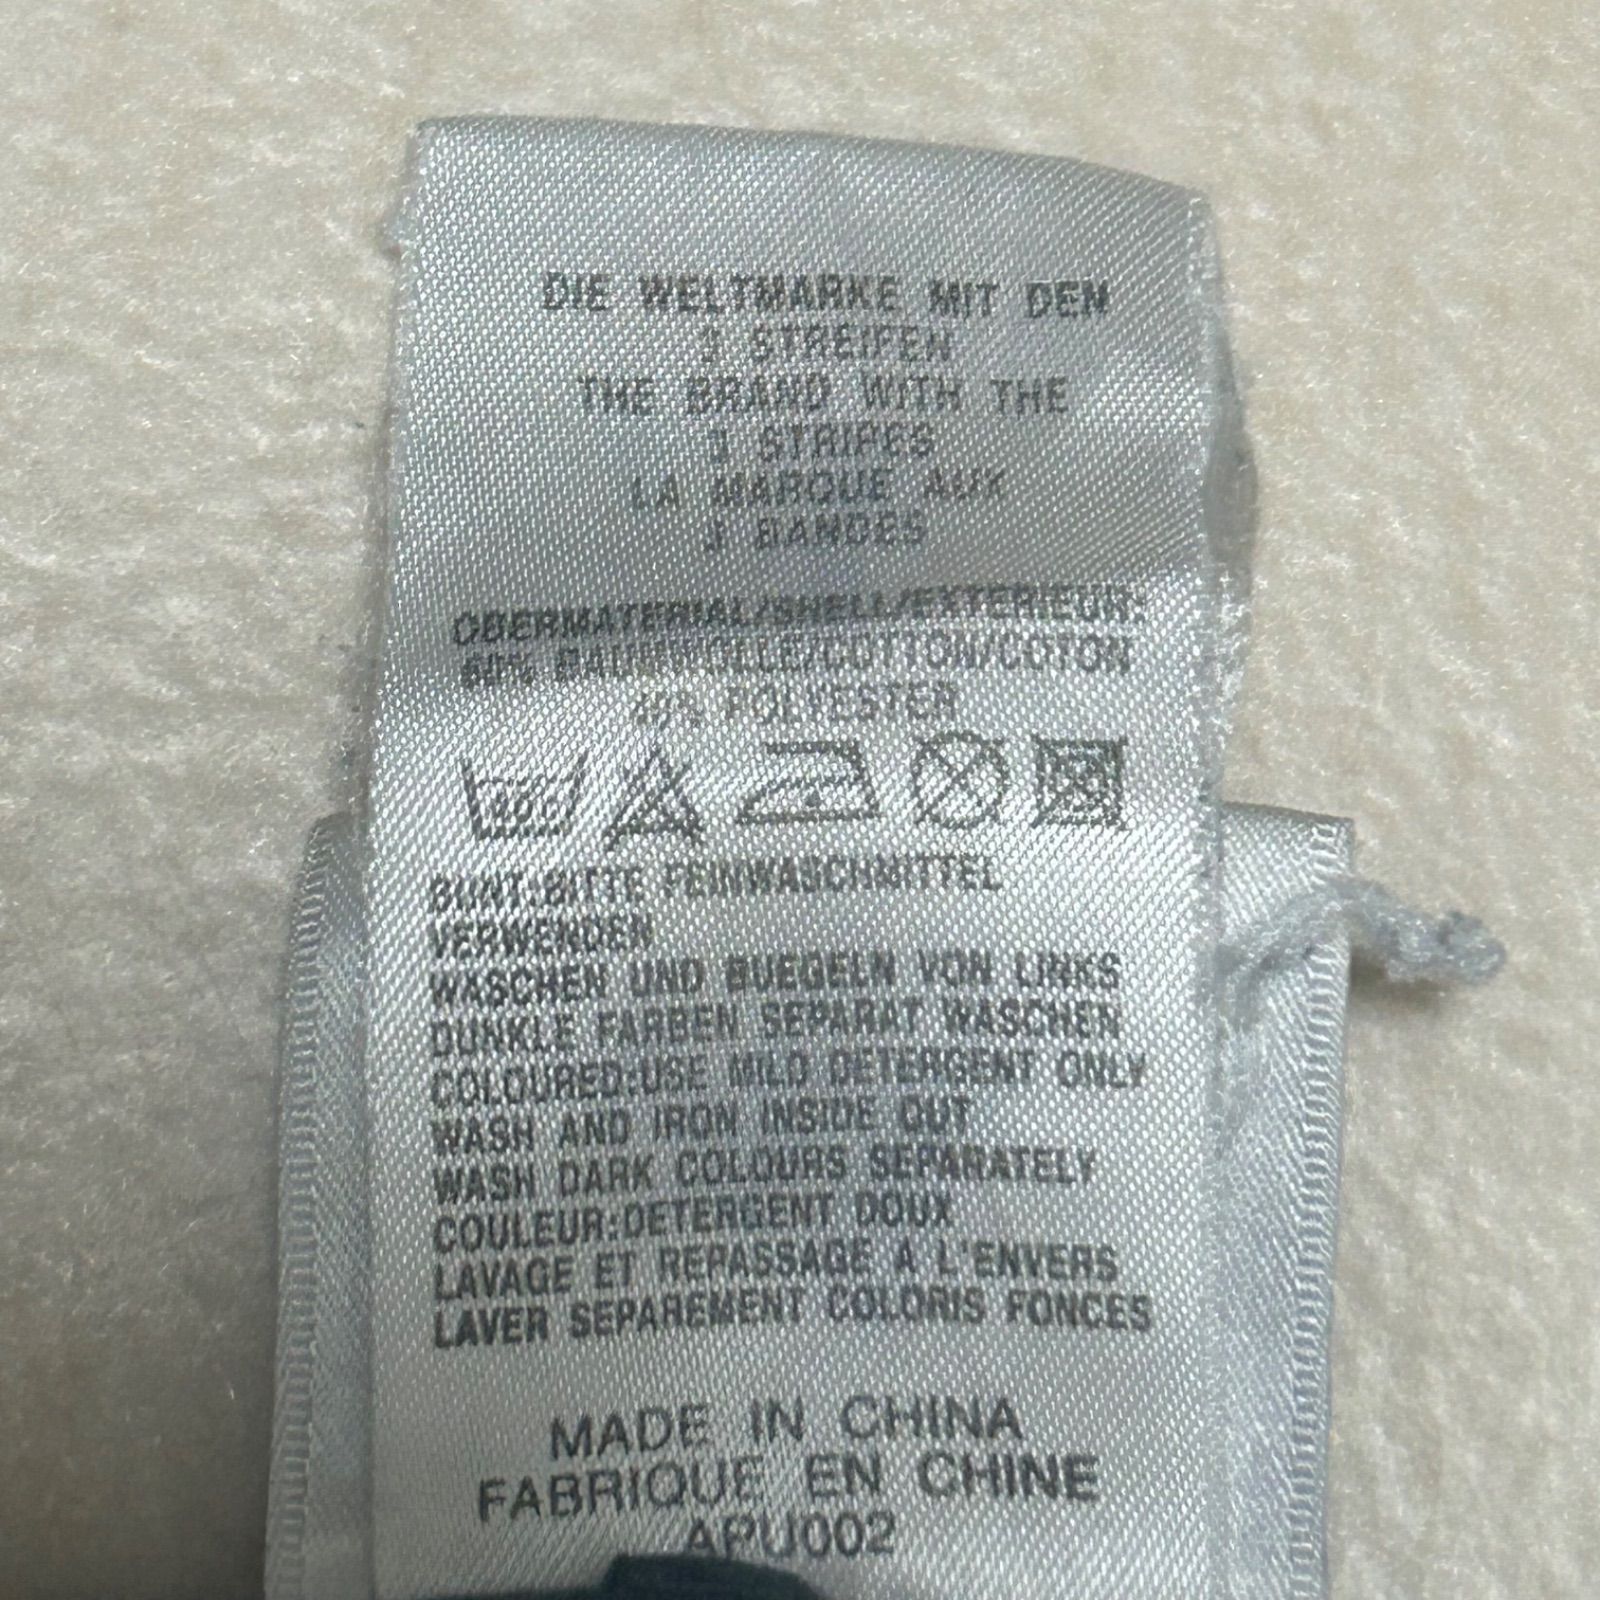 DIE WELTMARKE MIT DEN
3 STREIFEN
THE BRAND WITH THE
3 STRIPES
LA MARQUE AUX
3 BANDES
OBERMATERIAL/SHELL/EXTERIEUR:
60% BAUMWOLLE/COTTON/COTON
40% POLYESTER
40°
BUNT:BITTE FEINWASCHMITTEL
VERWENDEN
WASCHEN UND BUEGELN VON LINKS
DUNKLE FARBEN SEPARAT WASCHEN
COLOURED:USE MILD DETERGENT ONLY
WASH AND IRON INSIDE OUT
WASH DARK COLOURS SEPARATELY
COULEUR:DETERGENT DOUX
LAVAGE ET REPASSAGE A L'ENVERS
LAVER SEPAREMENT COLORIS FONCES
MADE IN CHINA
FABRIQUE EN CHINE
APU002